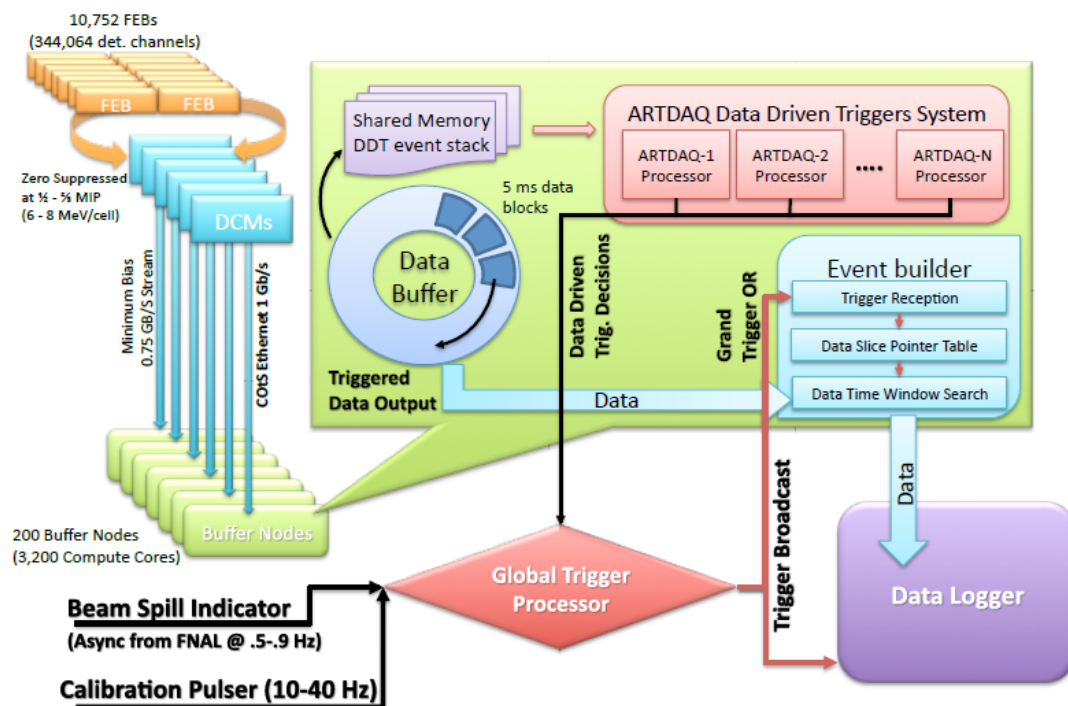 10,752 FEBs
(344,064 det. channels)
FEB
FEB
Zero Suppressed
at ½ - ⅔ MIP
(6 - 8 MeV/cell)
DCMs
Minimum Bias
0.75 GB/S Stream
COtS Ethernet 1 Gb/s
Buffer Nodes
200 Buffer Nodes
(3,200 Compute Cores)
Shared Memory
DDT event stack
5 ms data
blocks
Data
Buffer
Triggered
Data Output
Data
ARTDAQ Data Driven Triggers System
ARTDAQ-1
Processor
ARTDAQ-2
Processor
....
ARTDAQ-N
Processor
Data Driven
Trig. Decisions
Grand
Trigger OR
Event builder
Trigger Reception
Data Slice Pointer Table
Data Time Window Search
Data
Trigger Broadcast
Global Trigger
Processor
Data Logger
Beam Spill Indicator
(Async from FNAL @ .5-.9 Hz)
Calibration Pulser (10-40 Hz)